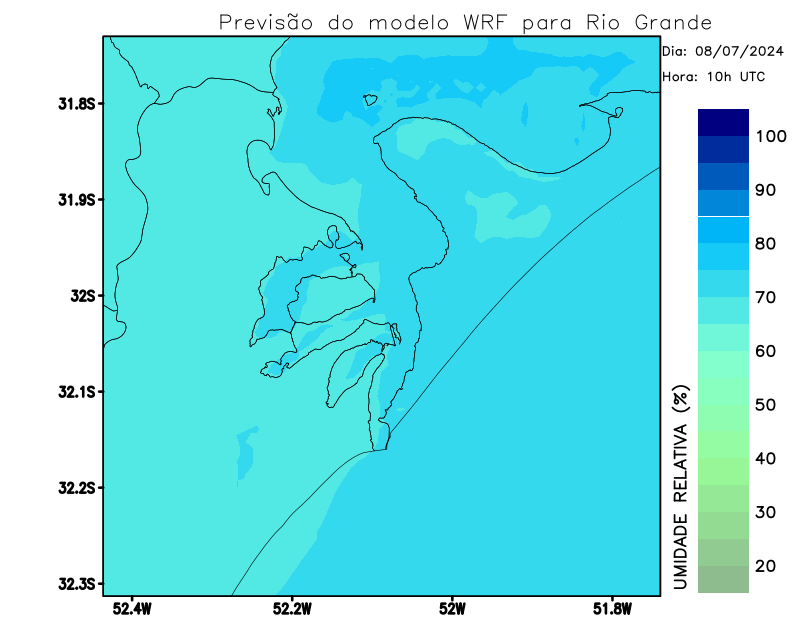 Previsão do modelo WRF para Rio Grande
Dia: 08/07/2024
Hora: 10h UTC
31.8S
31.9S
32S
32.1S
32.2S
32.3S
52.4W
52.2W
52W
51.8W
100
90
80
70
60
50
40
30
20
UMIDADE RELATIVA (%)